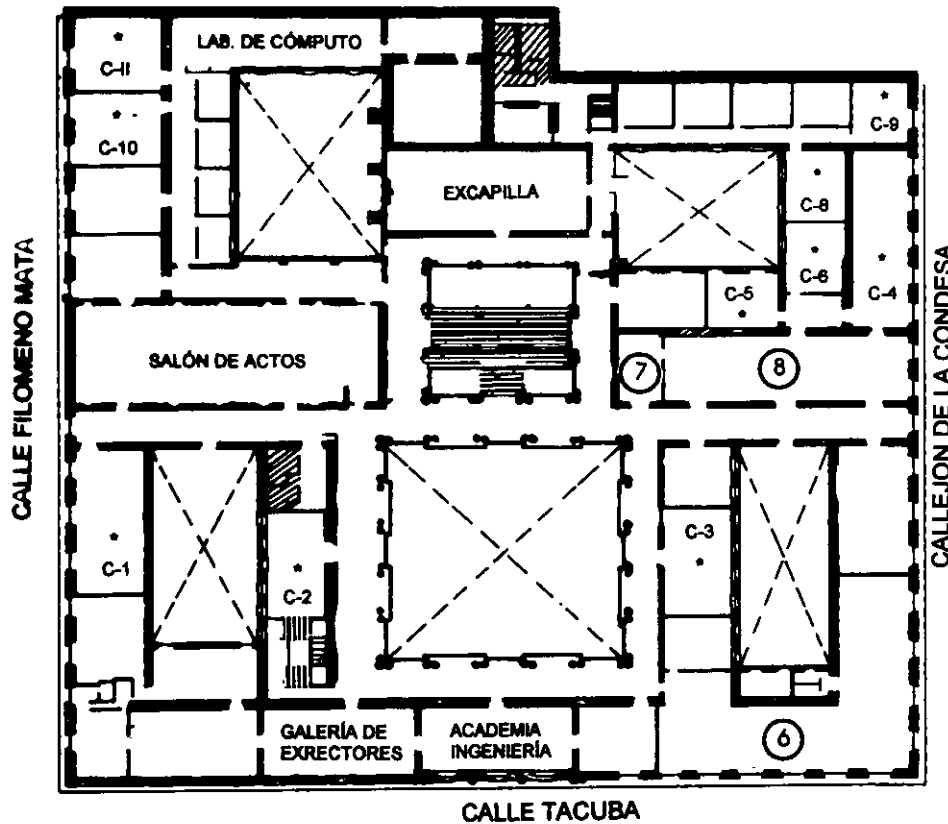 LAB. DE CÓMPUTO
C-11
C-10
C-9
EXCAPILLA
C-8
C-6
C-5
C-4
CALLE FILOMENO MATA
SALÓN DE ACTOS
7
8
CALLEJON DE LA CONDESA
C-1
C-2
C-3
GALERÍA DE
EXRECTORES
ACADEMIA
INGENIERÍA
6
CALLE TACUBA